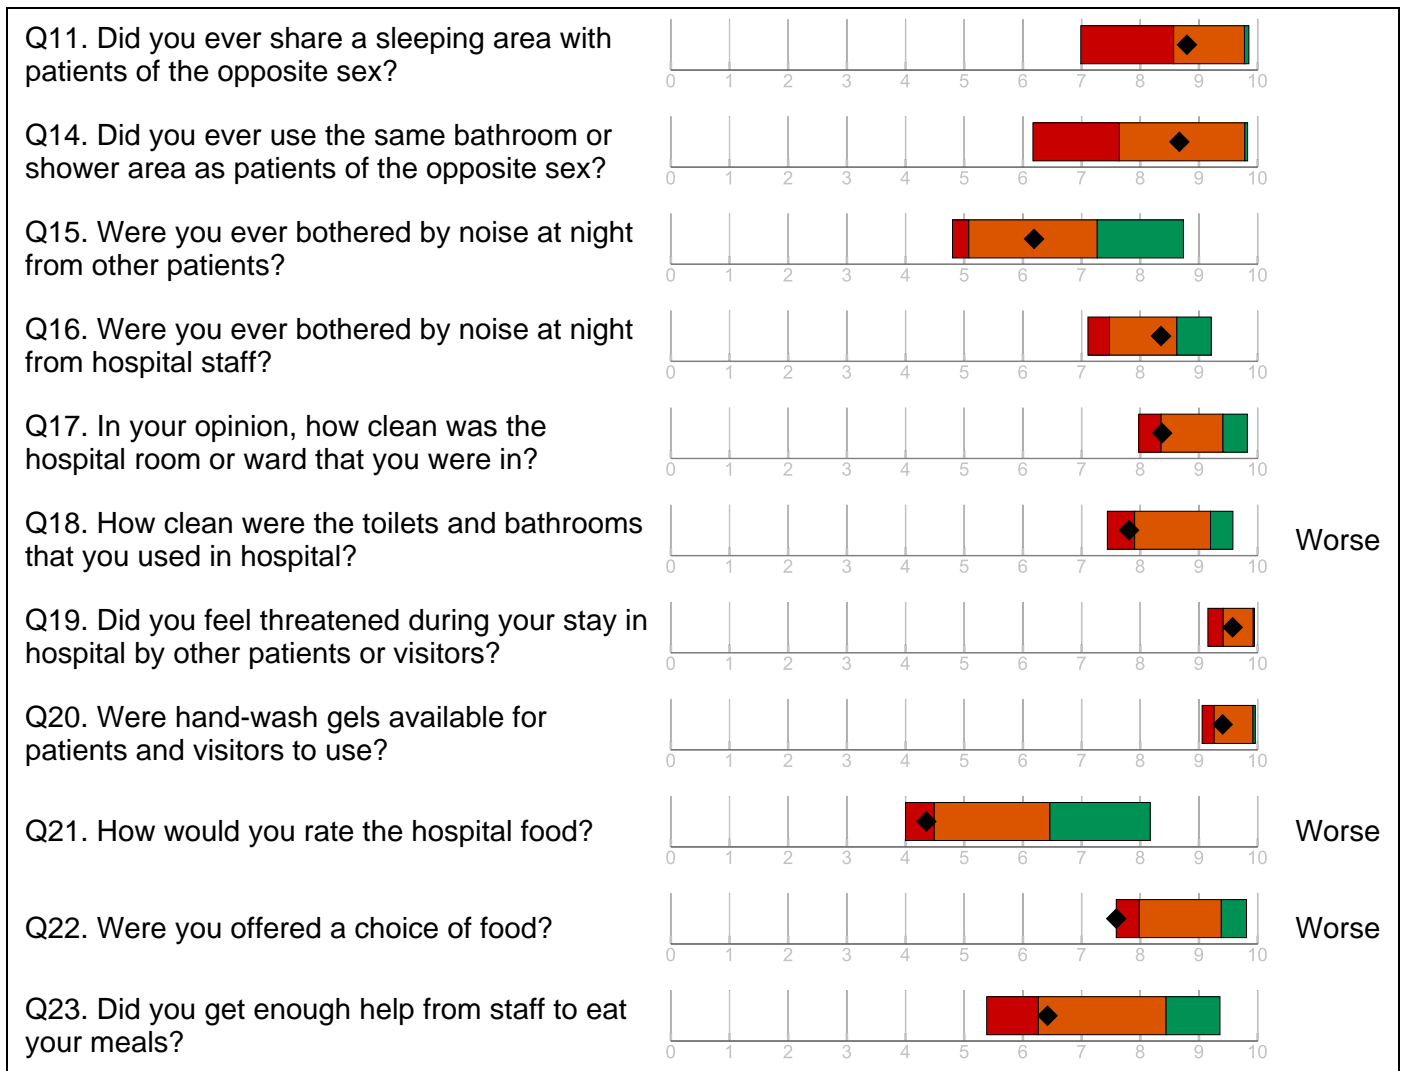 Q11. Did you ever share a sleeping area with
patients of the opposite sex?
0 1 2 3 4 5 6 7 8 9 10
Q14. Did you ever use the same bathroom or
shower area as patients of the opposite sex?
0 1 2 3 4 5 6 7 8 9 10
Q15. Were you ever bothered by noise at night
from other patients?
0 1 2 3 4 5 6 7 8 9 10
Q16. Were you ever bothered by noise at night
from hospital staff?
0 1 2 3 4 5 6 7 8 9 10
Q17. In your opinion, how clean was the
hospital room or ward that you were in?
0 1 2 3 4 5 6 7 8 9 10
Q18. How clean were the toilets and bathrooms
that you used in hospital?
Worse
0 1 2 3 4 5 6 7 8 9 10
Q19. Did you feel threatened during your stay in
hospital by other patients or visitors?
0 1 2 3 4 5 6 7 8 9 10
Q20. Were hand-wash gels available for
patients and visitors to use?
0 1 2 3 4 5 6 7 8 9 10
Q21. How would you rate the hospital food? Worse
0 1 2 3 4 5 6 7 8 9 10
Q22. Were you offered a choice of food? Worse
0 1 2 3 4 5 6 7 8 9 10
Q23. Did you get enough help from staff to eat
your meals?
0 1 2 3 4 5 6 7 8 9 10